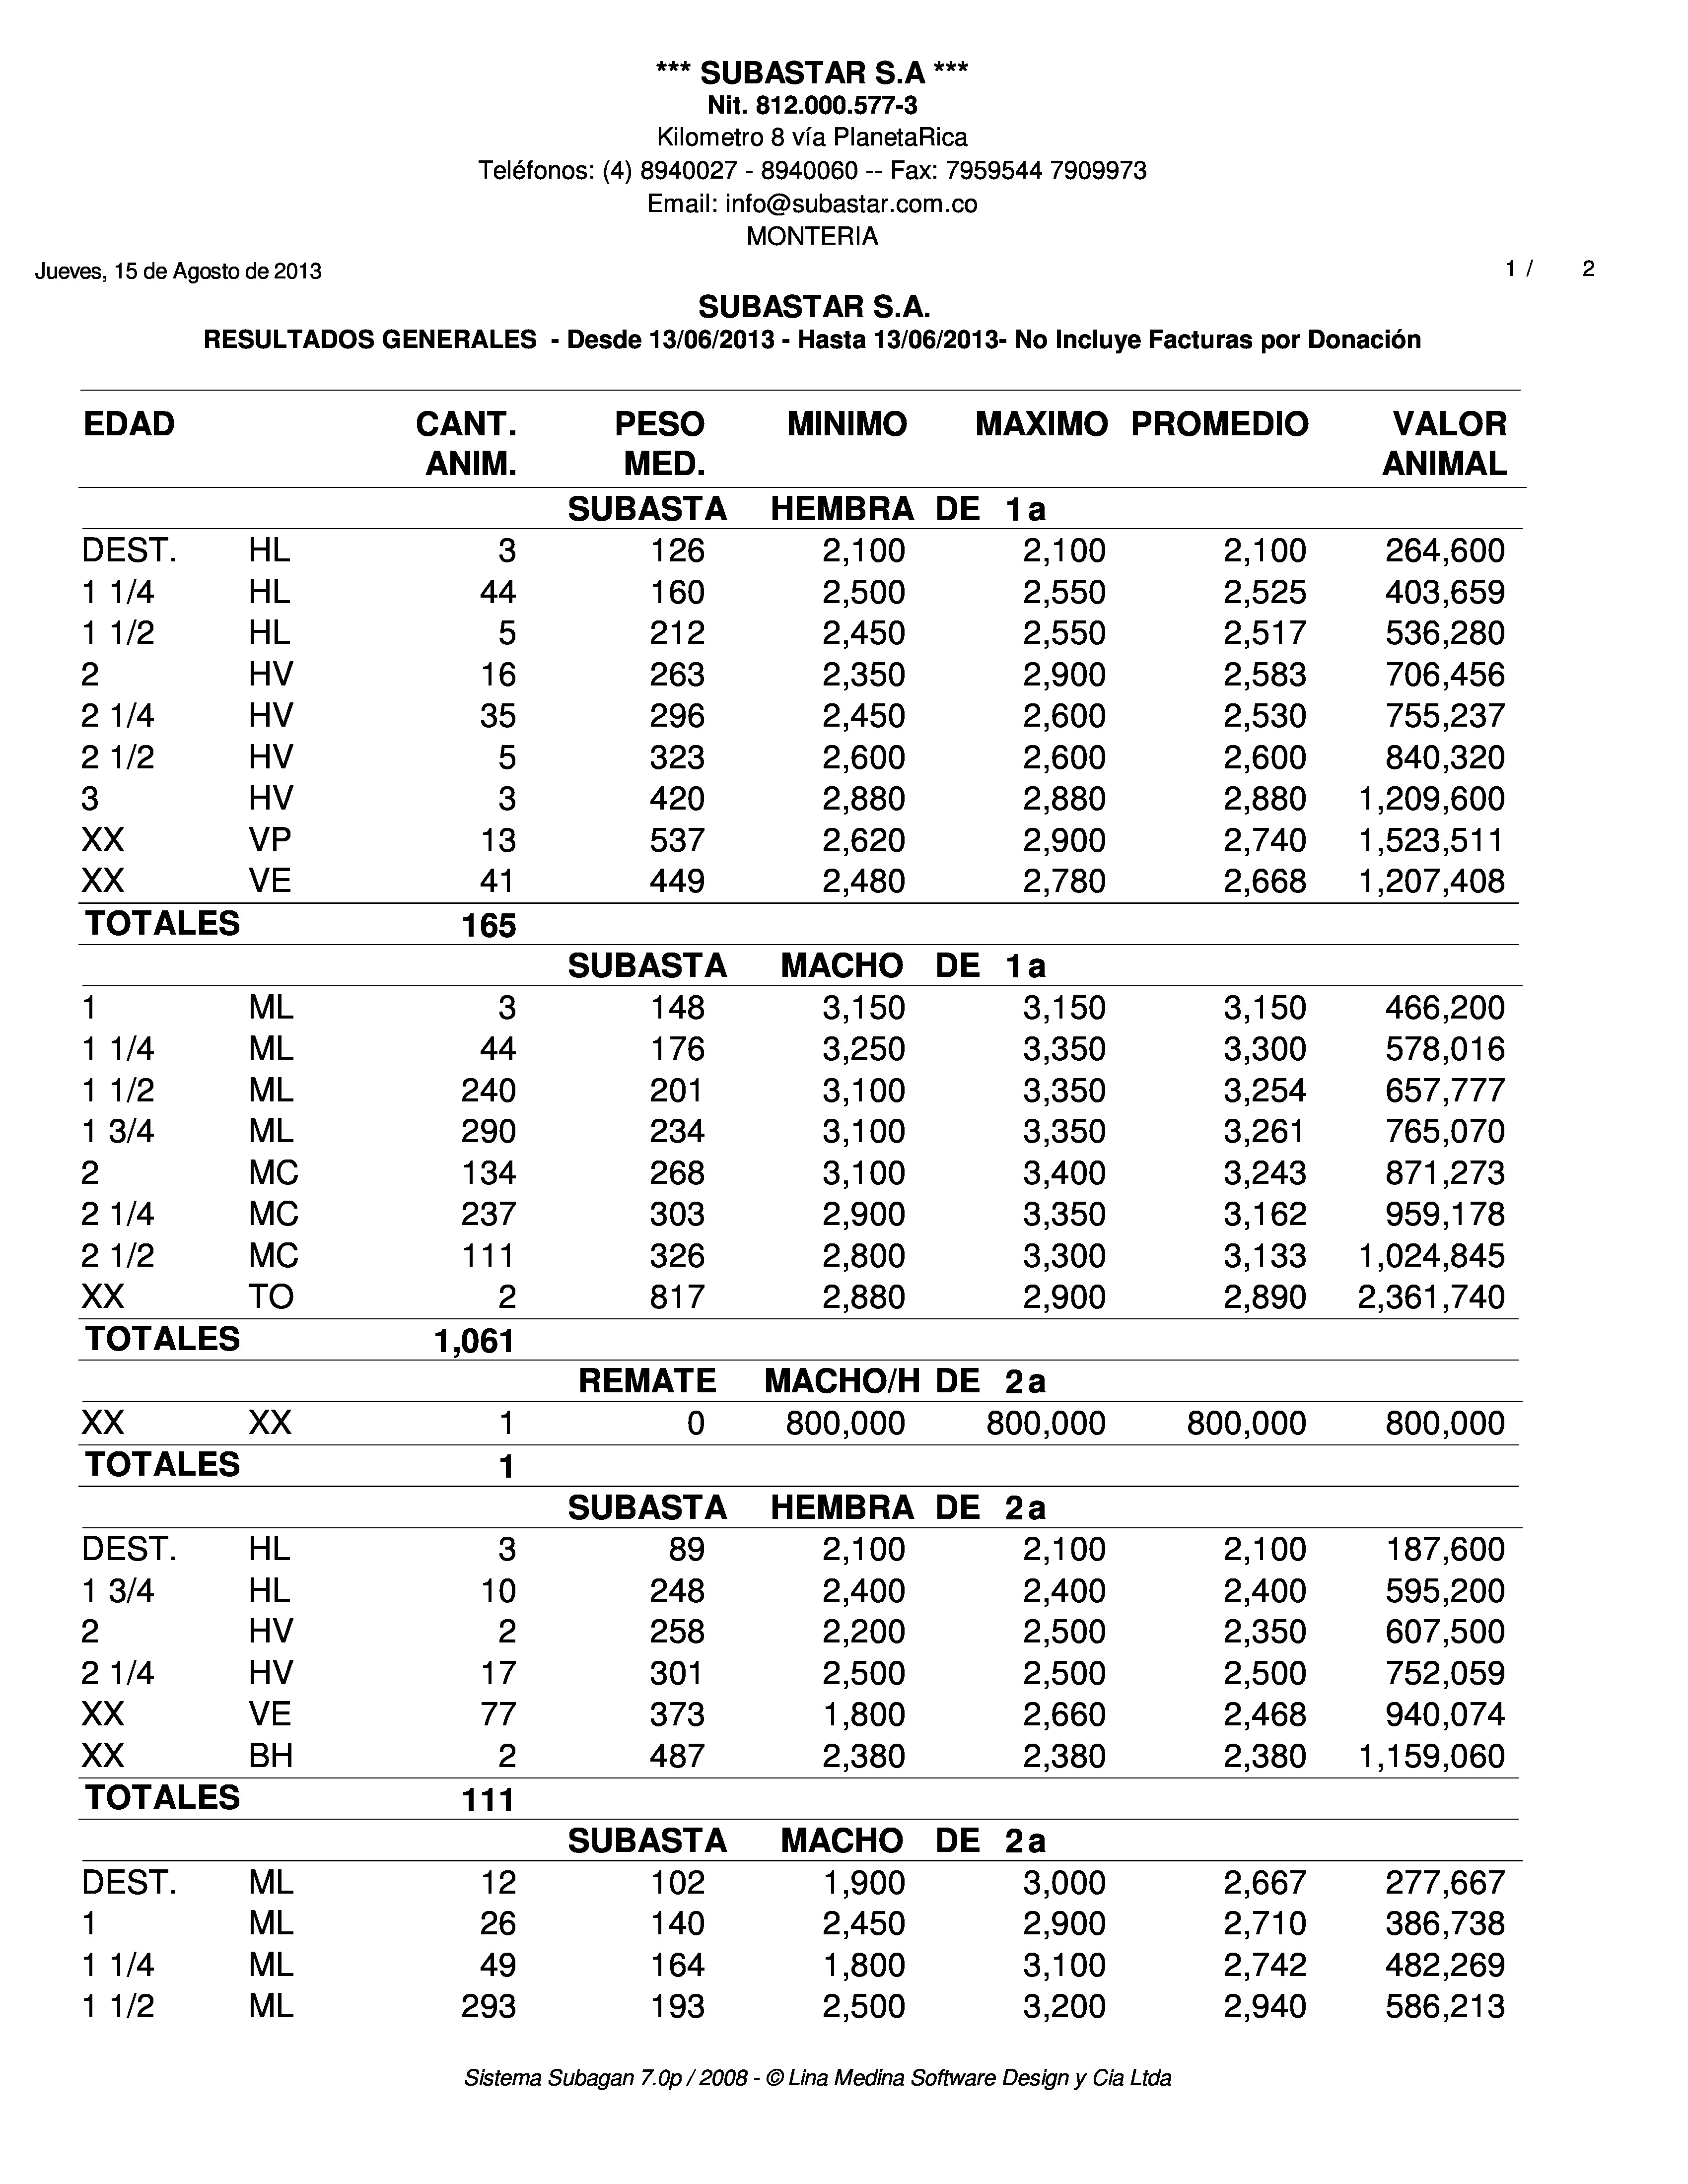 *** SUBASTAR S.A ***
Nit. 812.000.577-3
Kilometro 8 vía PlanetaRica
Teléfonos: (4) 8940027 - 8940060 -- Fax: 7959544 7909973
Email: info@subastar.com.co
MONTERIA
Jueves, 15 de Agosto de 2013 1 / 2
SUBASTAR S.A.
RESULTADOS GENERALES - Desde 13/06/2013 - Hasta 13/06/2013- No Incluye Facturas por Donación
EDAD CANT. PESO MINIMO MAXIMO PROMEDIO VALOR
ANIM. MED. ANIMAL
SUBASTA HEMBRA DE 1a
DEST. HL 3 126 2,100 2,100 2,100 264,600
1 1/4 HL 44 160 2,500 2,550 2,525 403,659
1 1/2 HL 5 212 2,450 2,550 2,517 536,280
2 HV 16 263 2,350 2,900 2,583 706,456
2 1/4 HV 35 296 2,450 2,600 2,530 755,237
2 1/2 HV 5 323 2,600 2,600 2,600 840,320
3 HV 3 420 2,880 2,880 2,880 1,209,600
XX VP 13 537 2,620 2,900 2,740 1,523,511
XX VE 41 449 2,480 2,780 2,668 1,207,408
TOTALES 165
SUBASTA MACHO DE 1a
1 ML 3 148 3,150 3,150 3,150 466,200
1 1/4 ML 44 176 3,250 3,350 3,300 578,016
1 1/2 ML 240 201 3,100 3,350 3,254 657,777
1 3/4 ML 290 234 3,100 3,350 3,261 765,070
2 MC 134 268 3,100 3,400 3,243 871,273
2 1/4 MC 237 303 2,900 3,350 3,162 959,178
2 1/2 MC 111 326 2,800 3,300 3,133 1,024,845
XX TO 2 817 2,880 2,900 2,890 2,361,740
TOTALES 1,061
REMATE MACHO/H DE 2a
XX XX 1 0 800,000 800,000 800,000 800,000
TOTALES 1
SUBASTA HEMBRA DE 2a
DEST. HL 3 89 2,100 2,100 2,100 187,600
1 3/4 HL 10 248 2,400 2,400 2,400 595,200
2 HV 2 258 2,200 2,500 2,350 607,500
2 1/4 HV 17 301 2,500 2,500 2,500 752,059
XX VE 77 373 1,800 2,660 2,468 940,074
XX BH 2 487 2,380 2,380 2,380 1,159,060
TOTALES 111
SUBASTA MACHO DE 2a
DEST. ML 12 102 1,900 3,000 2,667 277,667
1 ML 26 140 2,450 2,900 2,710 386,738
1 1/4 ML 49 164 1,800 3,100 2,742 482,269
1 1/2 ML 293 193 2,500 3,200 2,940 586,213
Sistema Subagan 7.0p / 2008 - © Lina Medina Software Design y Cia Ltda